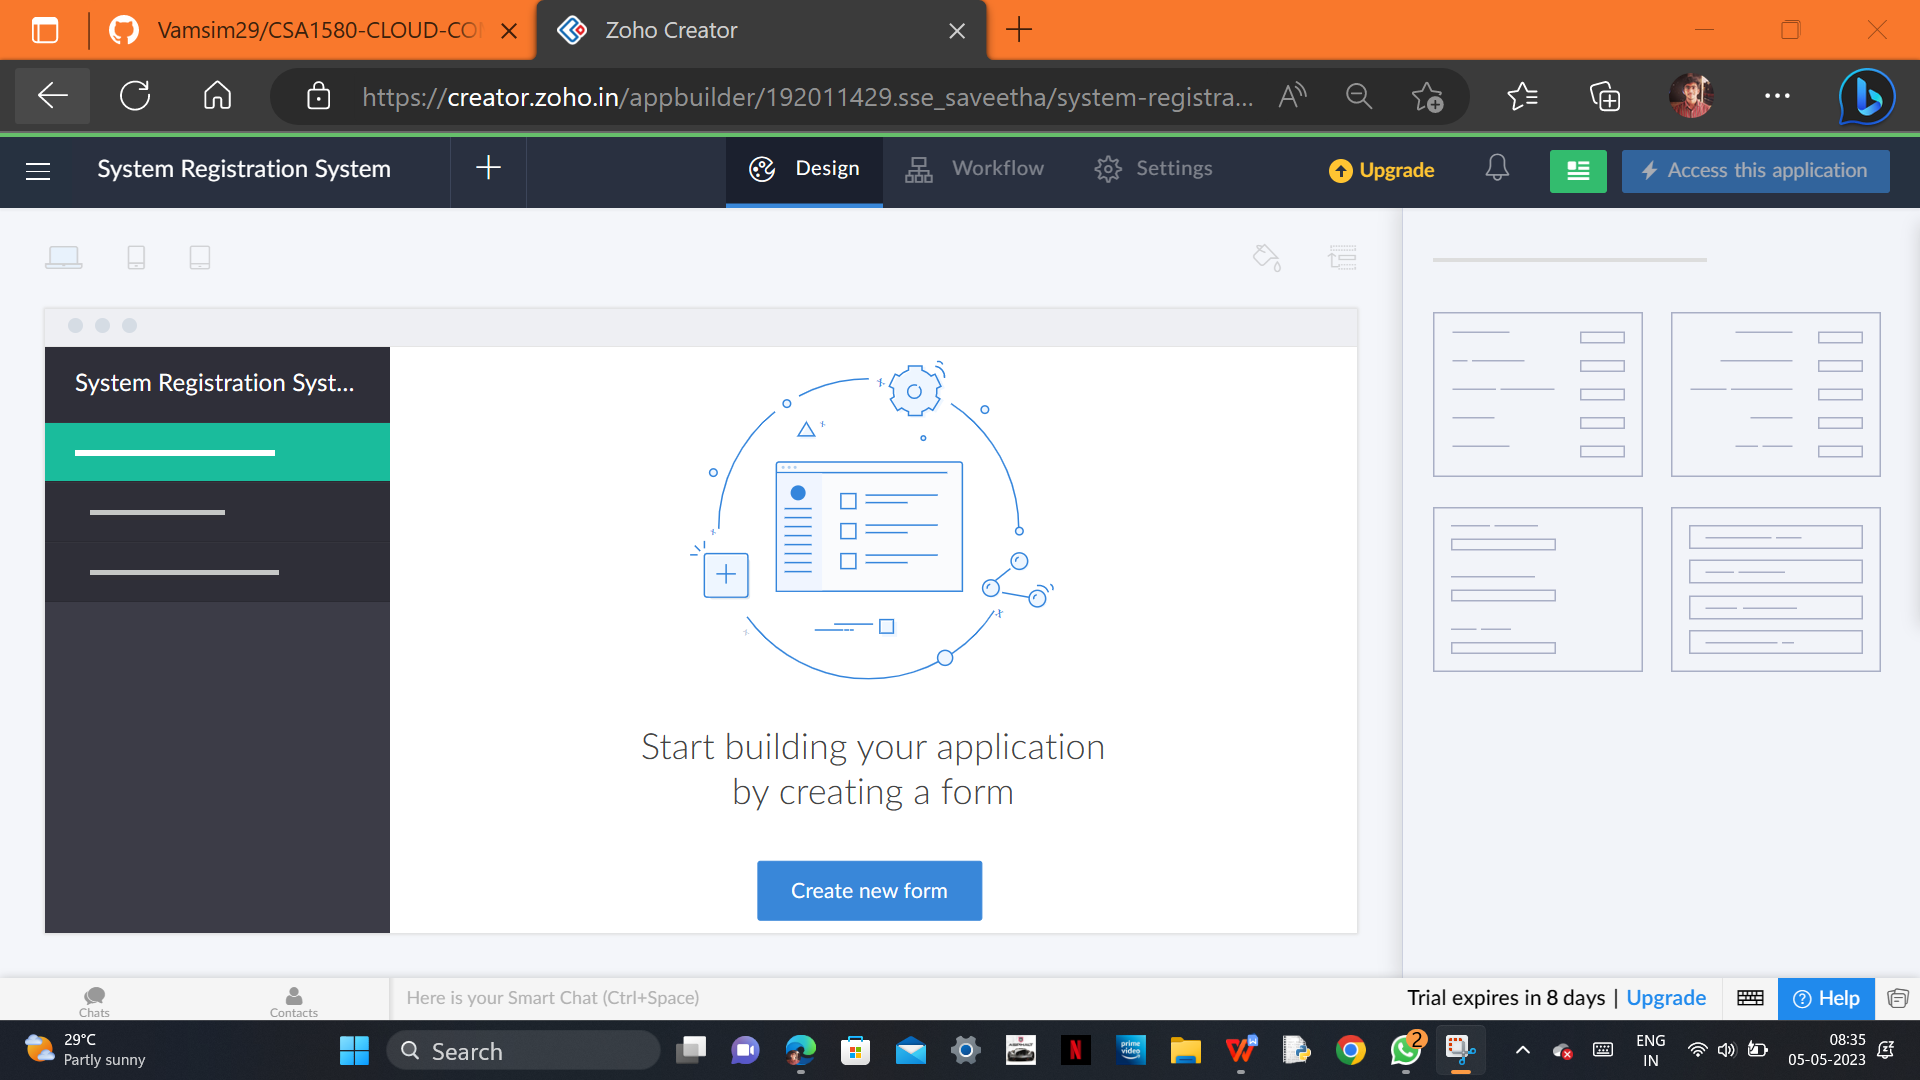 Vamsim29/CSA1580-CLOUD-CO
Zoho Creator
https://creator.zoho.in/appbuilder/192011429.sse_saveetha/system-registra...
System Registration System
Design
Workflow
Settings
Upgrade
Access this application
System Registration Syst...
Start building your application
by creating a form
Create new form
Chats
Contacts
Here is your Smart Chat (Ctrl+Space)
Trial expires in 8 days | Upgrade
Help
29°C
Partly sunny
Search
prime
video
2
ENG
IN
08:35
05-05-2023